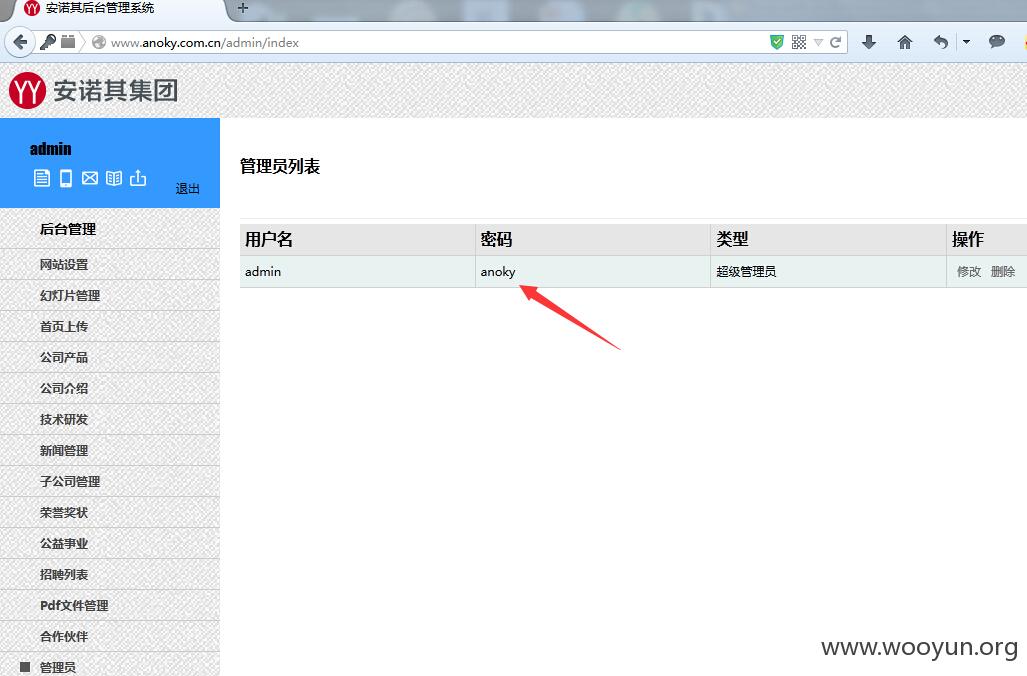 安诺其后台管理系统
www.anoky.com.cn/admin/index
安诺其集团
admin
退出
后台管理
网站设置
幻灯片管理
首页上传
公司产品
公司介绍
技术研发
新闻管理
子公司管理
荣誉奖状
公益事业
招聘列表
Pdf文件管理
合作伙伴
管理员
管理员列表
用户名 密码 类型 操作
admin anoky 超级管理员 修改 删除
www.wooyun.org